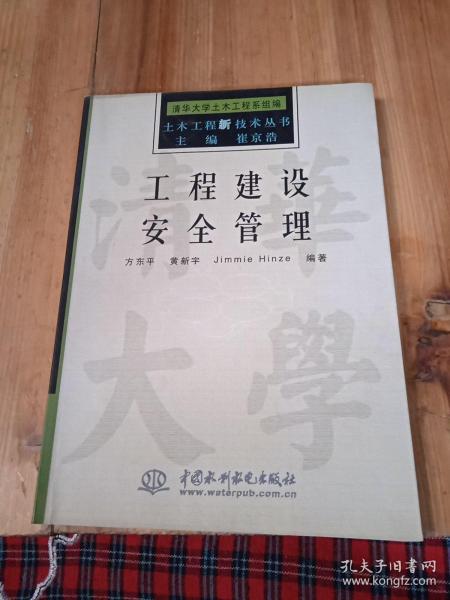 清华大学土木工程系组编
土木工程新技术丛书
主 编 崔京浩
工程建设
安全管理
方东平 黄新宇 Jimmie Hinze 编著
清華
大學
中国水利水电出版社
www.waterpub.com.cn
孔夫子旧书网
www.kongfz.com